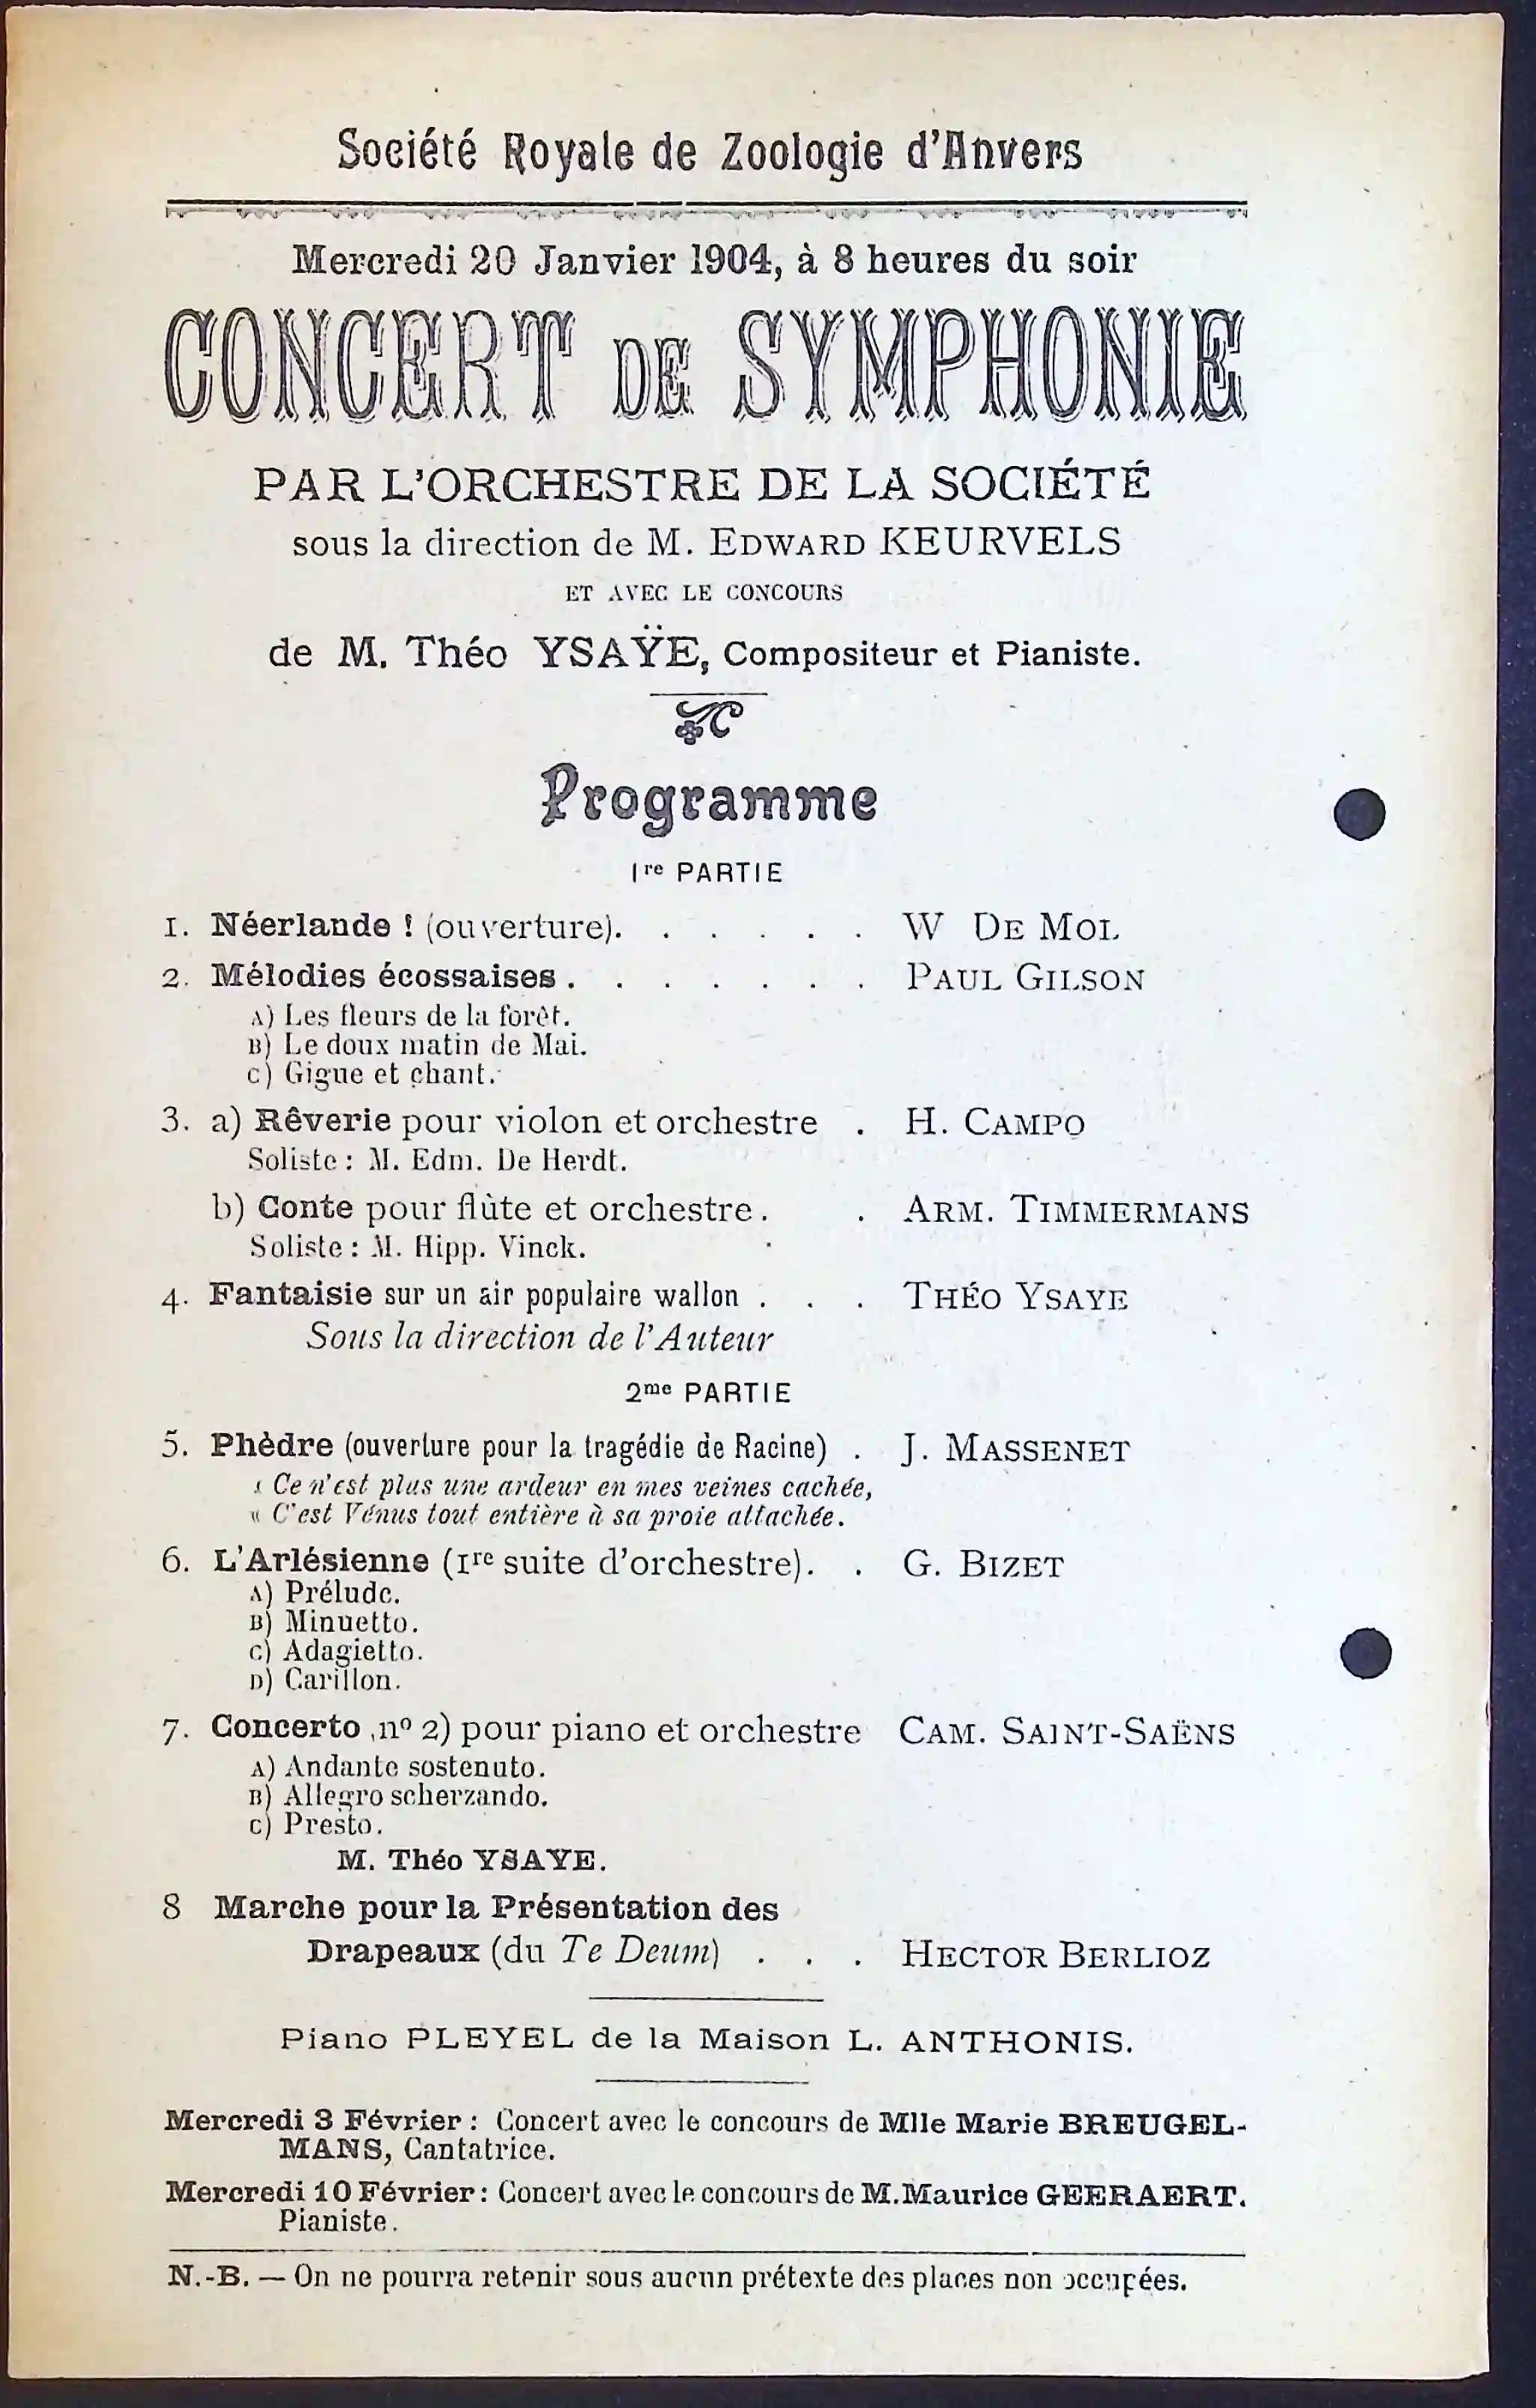 Société Royale de Zoologie d'Anvers
Mercredi 20 Janvier 1904, à 8 heures du soir
CONCERT DE SYMPHONIE
PAR L'ORCHESTRE DE LA SOCIÉTÉ
sous la direction de M. EDWARD KEURVELS
ET AVEC LE CONCOURS
de M. Théo YSAŸE, Compositeur et Pianiste.
Programme
1re PARTIE
1. Néerlande ! (ouverture). . . . . . W DE MOL
2. Mélodies écossaises . . . . . . . PAUL GILSON
A) Les fleurs de la forêt.
B) Le doux matin de Mai.
C) Gigue et chant.
3. a) Rêverie pour violon et orchestre . H. CAMPO
Soliste : M. Edm. De Herdt.
b) Conte pour flûte et orchestre . . ARM. TIMMERMANS
Soliste : M. Hipp. Vinck.
4. Fantaisie sur un air populaire wallon . . . THÉO YSAYE
Sous la direction de l'Auteur
2me PARTIE
5. Phèdre (ouverture pour la tragédie de Racine) . J. MASSENET
« Ce n'est plus une ardeur en mes veines cachée,
« C'est Vénus tout entière à sa proie attachée.
6. L'Arlésienne (1re suite d'orchestre). . G. BIZET
A) Prélude.
B) Minuetto.
C) Adagietto.
D) Carillon.
7. Concerto (no 2) pour piano et orchestre CAM. SAINT-SAËNS
A) Andante sostenuto.
B) Allegro scherzando.
C) Presto.
M. Théo YSAYE.
8 Marche pour la Présentation des
Drapeaux (du Te Deum) . . . HECTOR BERLIOZ
Piano PLEYEL de la Maison L. ANTHONIS.
Mercredi 3 Février : Concert avec le concours de Mlle Marie BREUGEL-
MANS, Cantatrice.
Mercredi 10 Février : Concert avec le concours de M. Maurice GEERAERT.
Pianiste.
N.-B. — On ne pourra retenir sous aucun prétexte des places non occupées.